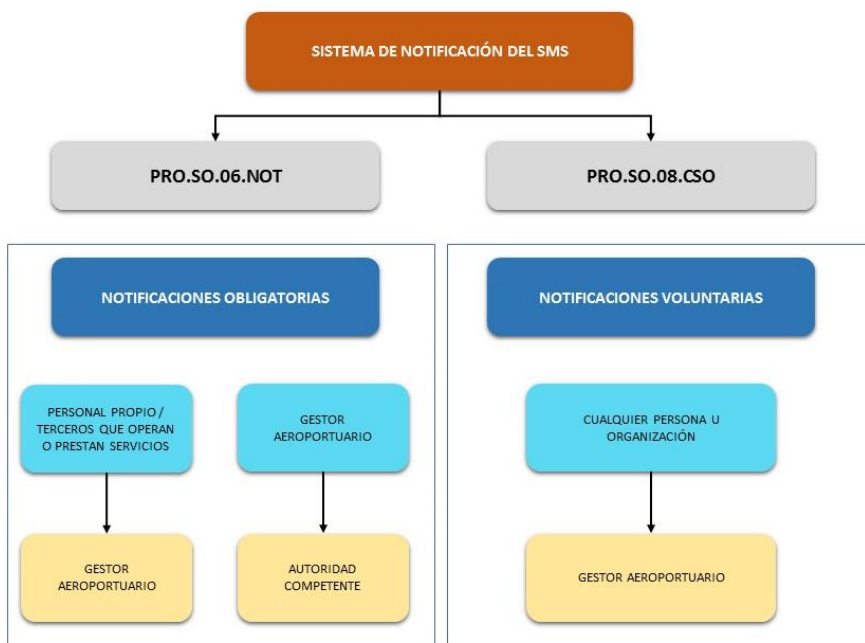 SISTEMA DE NOTIFICACIÓN DEL SMS
PRO.SO.06.NOT
PRO.SO.08.CSO
NOTIFICACIONES OBLIGATORIAS
NOTIFICACIONES VOLUNTARIAS
PERSONAL PROPIO /
TERCEROS QUE OPERAN
O PRESTAN SERVICIOS
GESTOR
AEROPORTUARIO
CUALQUIER PERSONA U
ORGANIZACIÓN
GESTOR
AEROPORTUARIO
AUTORIDAD
COMPETENTE
GESTOR AEROPORTUARIO